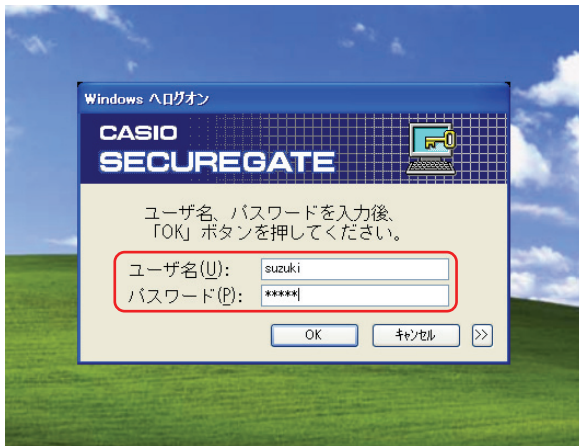 Windows へログオン
CASIO
SECUREGATE
ユーザ名、パスワードを入力後、
「OK」ボタンを押してください。
ユーザ名(U): suzuki
パスワード(P): *****
OK キャンセル >>